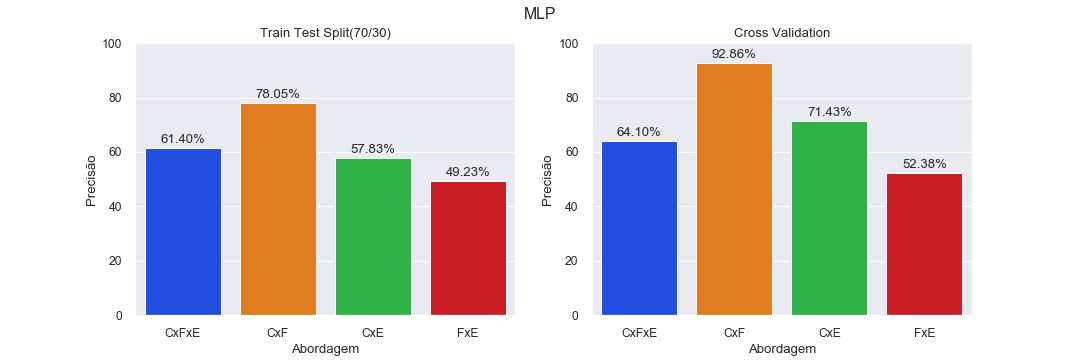 MLP
Train Test Split(70/30)
100
80
60
40
20
0
Precisão
61.40%
78.05%
57.83%
49.23%
CxFxE
CxF
CxE
FxE
Abordagem
Cross Validation
100
80
60
40
20
0
Precisão
64.10%
92.86%
71.43%
52.38%
CxFxE
CxF
CxE
FxE
Abordagem